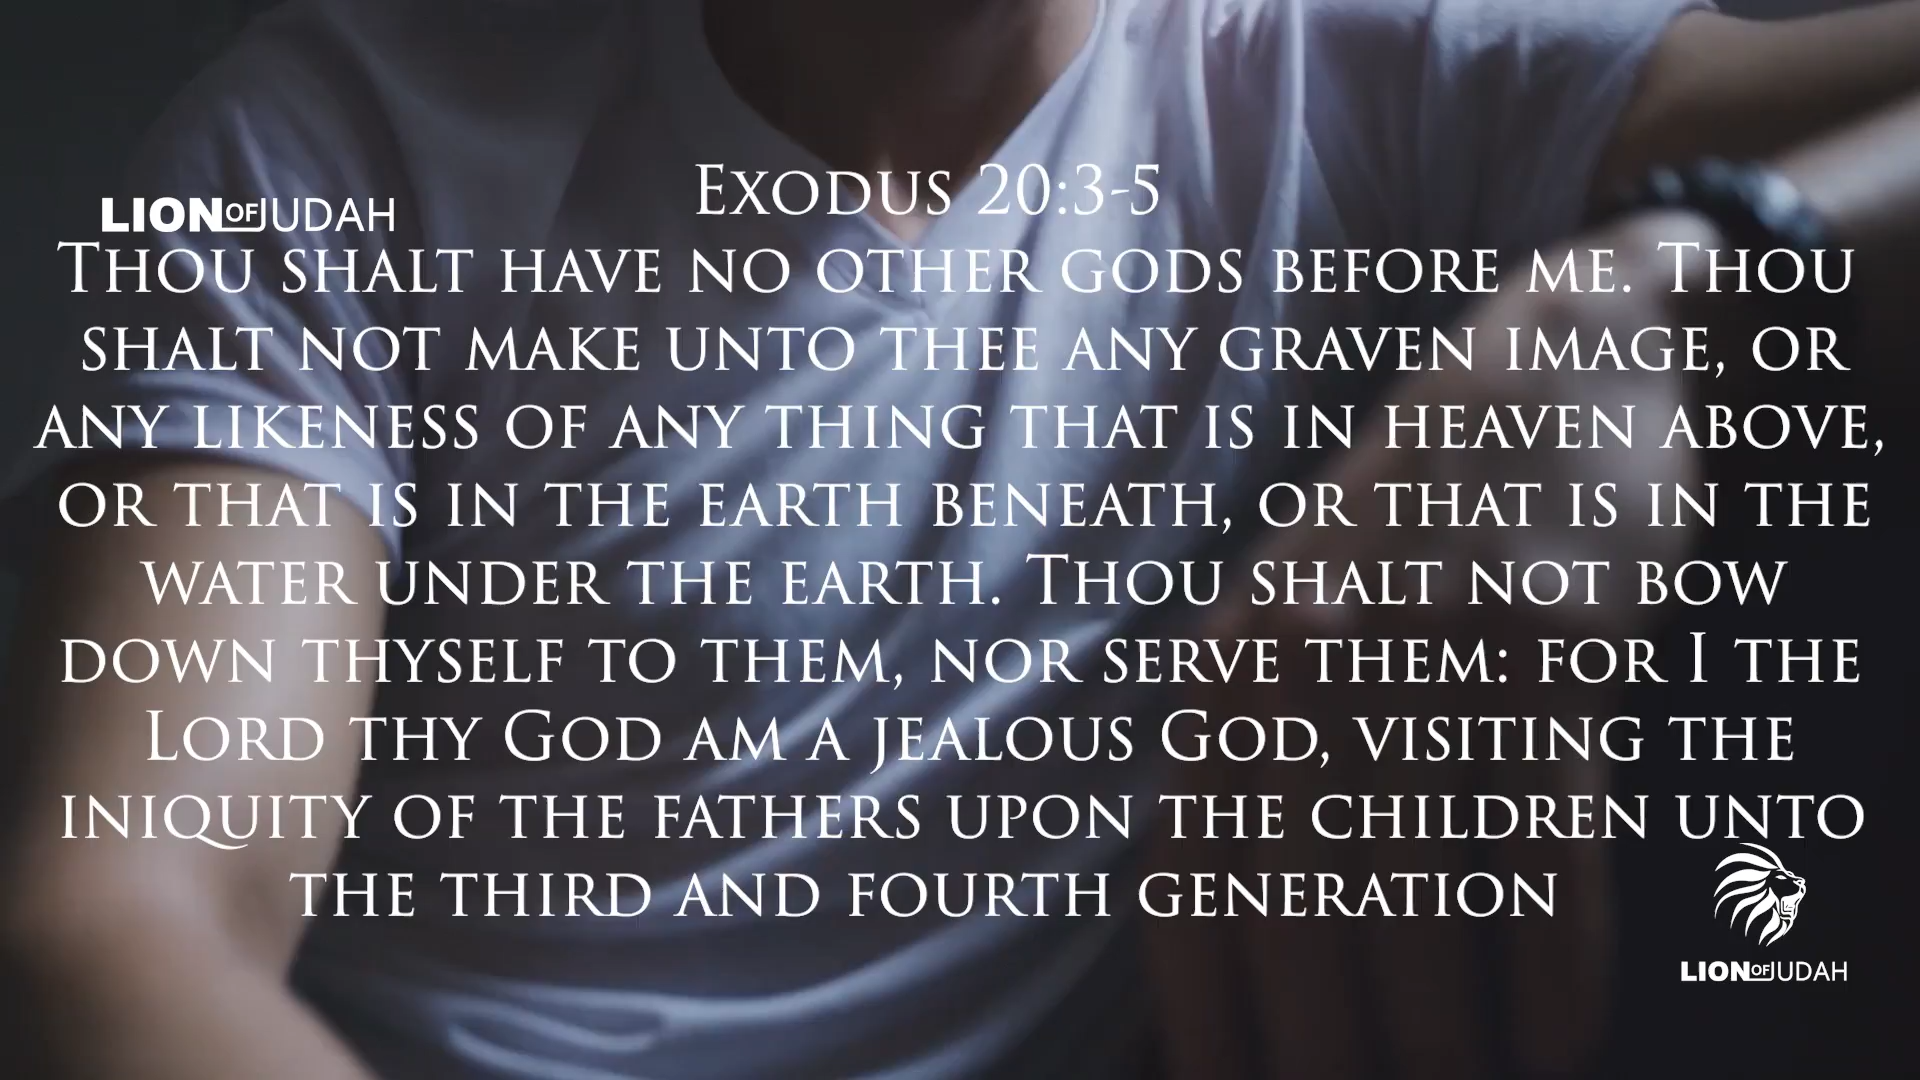 Exodus 20:3-5
LION OF JUDAH
Thou shalt have no other gods before me. Thou
shalt not make unto thee any graven image, or
any likeness of any thing that is in heaven above,
or that is in the earth beneath, or that is in the
water under the earth. Thou shalt not bow
down thyself to them, nor serve them: for I the
Lord thy God am a jealous God, visiting the
iniquity of the fathers upon the children unto
the third and fourth generation
LION OF JUDAH